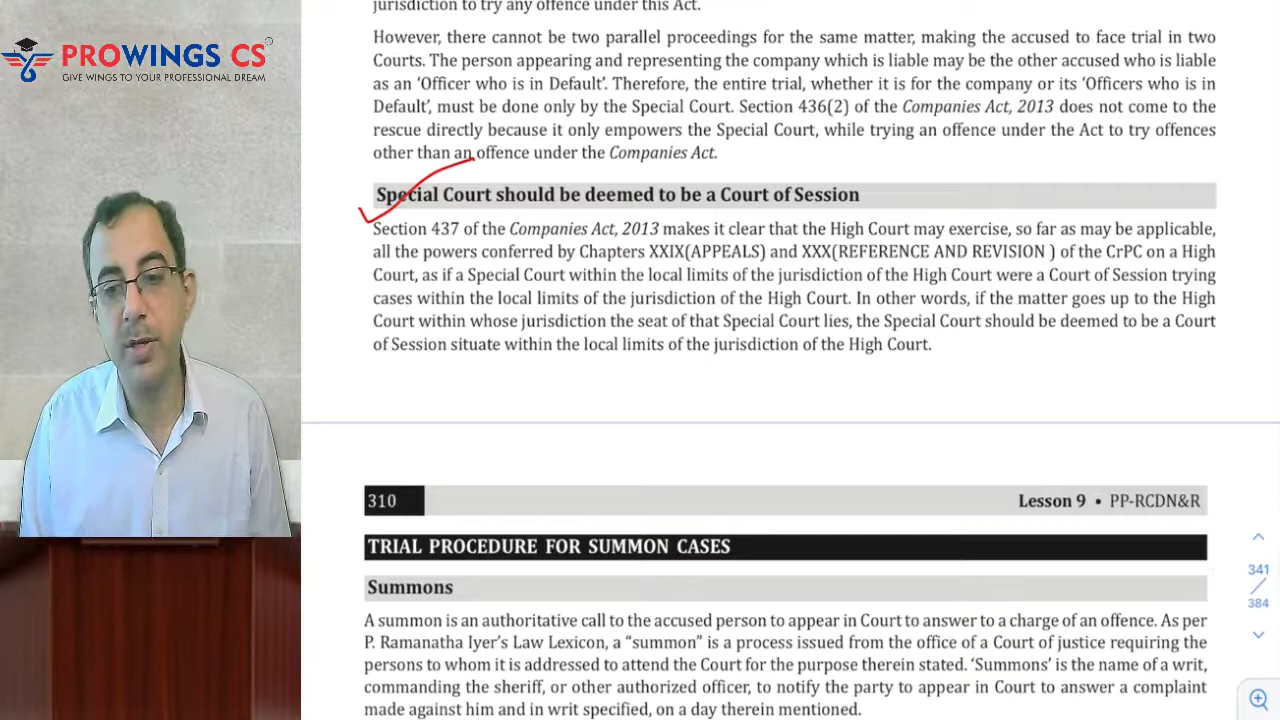 PROWINGS CS
GIVE WINGS TO YOUR PROFESSIONAL DREAM
jurisdiction to try any offence under this Act.
However, there cannot be two parallel proceedings for the same matter, making the accused to face trial in two
Courts. The person appearing and representing the company which is liable may be the other accused who is liable
as an ‘Officer who is in Default’. Therefore, the entire trial, whether it is for the company or its ‘Officers who is in
Default’, must be done only by the Special Court. Section 436(2) of the Companies Act, 2013 does not come to the
rescue directly because it only empowers the Special Court, while trying an offence under the Act to try offences
other than an offence under the Companies Act.
Special Court should be deemed to be a Court of Session
Section 437 of the Companies Act, 2013 makes it clear that the High Court may exercise, so far as may be applicable,
all the powers conferred by Chapters XXIX(APPEALS) and XXX(REFERENCE AND REVISION ) of the CrPC on a High
Court, as if a Special Court within the local limits of the jurisdiction of the High Court were a Court of Session trying
cases within the local limits of the jurisdiction of the High Court. In other words, if the matter goes up to the High
Court within whose jurisdiction the seat of that Special Court lies, the Special Court should be deemed to be a Court
of Session situate within the local limits of the jurisdiction of the High Court.
310
Lesson 9 • PP-RCDN&R
TRIAL PROCEDURE FOR SUMMON CASES
Summons
A summon is an authoritative call to the accused person to appear in Court to answer to a charge of an offence. As per
P. Ramanatha Iyer’s Law Lexicon, a “summon” is a process issued from the office of a Court of justice requiring the
persons to whom it is addressed to attend the Court for the purpose therein stated. ‘Summons’ is the name of a writ,
commanding the sheriff, or other authorized officer, to notify the party to appear in Court to answer a complaint
made against him and in writ specified, on a day therein mentioned.
341
384